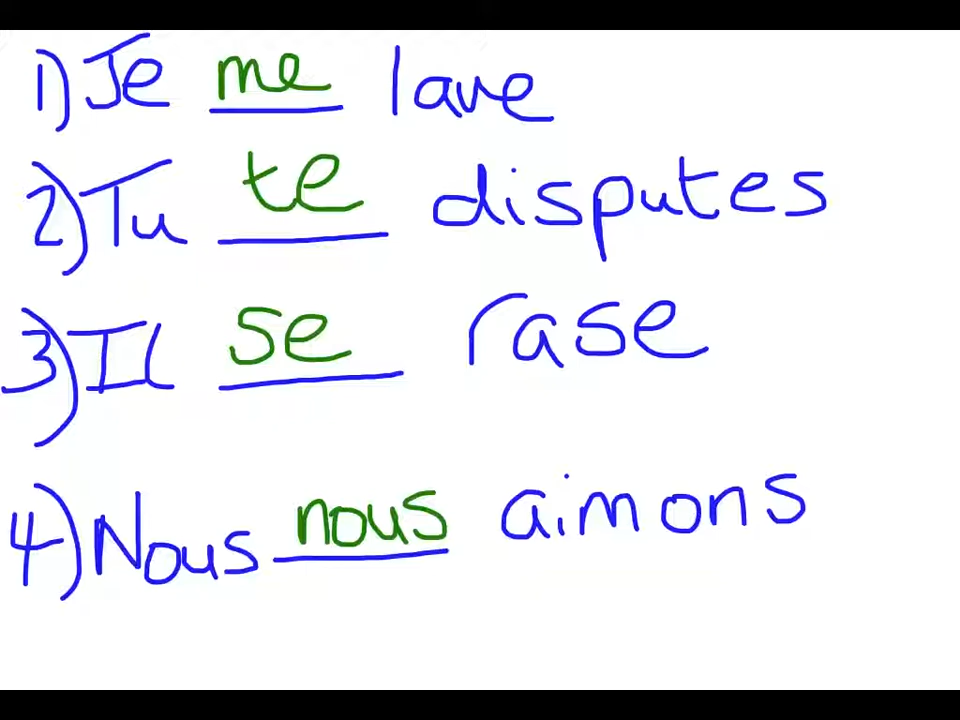 1) Je me lave
2) Tu te disputes
3) Il se rase
4) Nous nous aimons